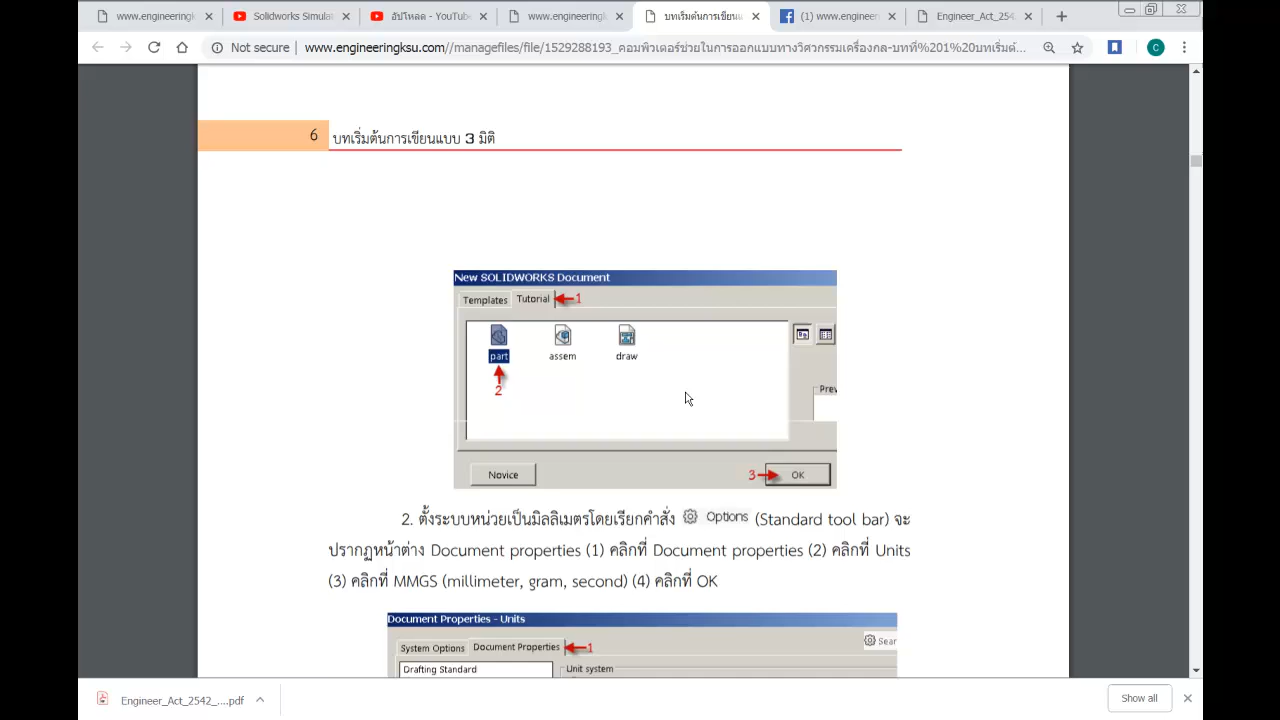 www.engineeringk
Solidworks Simulat
อัปโหลด - YouTub
www.engineeringk
บทเริ่มต้นการเขียนแบ
(1) www.engineer
Engineer_Act_254
Not secure
www.engineeringksu.com//managefiles/file/1529288193_คอมพิวเตอร์ช่วยในการออกแบบทางวิศวกรรมเครื่องกล-บทที่%201%20บทเริ่มต้...
C
6 บทเริ่มต้นการเขียนแบบ 3 มิติ
New SOLIDWORKS Document
Templates Tutorial 1
part assem draw
2
Prev
Novice 3 OK
2. ตั้งระบบหน่วยเป็นมิลลิเมตรโดยเรียกคำสั่ง Options (Standard tool bar) จะ
ปรากฏหน้าต่าง Document properties (1) คลิกที่ Document properties (2) คลิกที่ Units
(3) คลิกที่ MMGS (millimeter, gram, second) (4) คลิกที่ OK
Document Properties - Units
System Options Document Properties 1 Sear
Drafting Standard Unit system
Engineer_Act_2542_....pdf
Show all